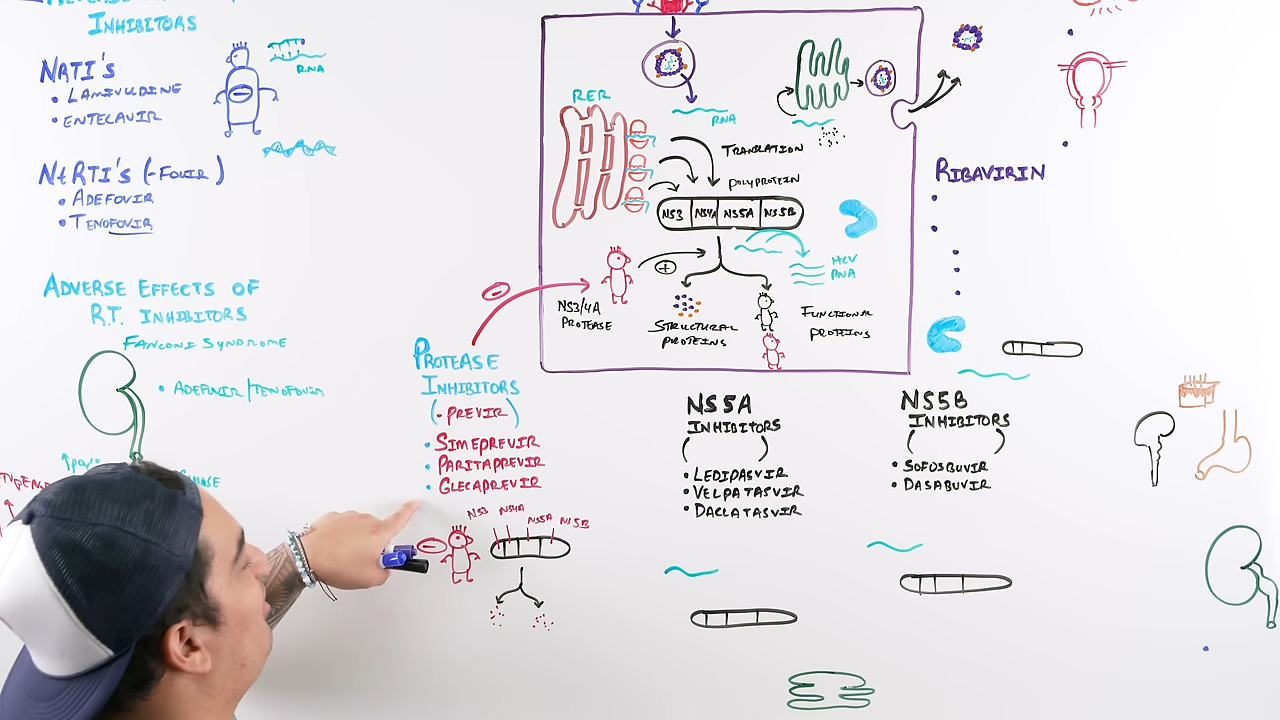 INHIBITORS
NRTI's
• LAMIVUDINE
• ENTECAVIR
RNA
NtRTI's (-FOVIR)
• ADEFOVIR
• TENOFOVIR
ADVERSE EFFECTS OF
R.T. INHIBITORS
FANCONI SYNDROME
• ADEFOVIR/TENOFOVIR
PROTEASE
INHIBITORS
(-PREVIR)
• SIMEPREVIR
• PARITAPREVIR
• GLECAPREVIR
NS3 NS4A NS5A NS5B
RER
RNA
TRANSLATION
POLYPROTEIN
NS3 NS4A NS5A NS5B
HCV
RNA
NS3/4A
PROTEASE
STRUCTURAL
PROTEINS
FUNCTIONAL
PROTEINS
NS5A
INHIBITORS
( )
• LEDIPASVIR
• VELPATASVIR
• DACLATASVIR
NS5B
INHIBITORS
( )
• SOFOSBUVIR
• DASABUVIR
RIBAVIRIN